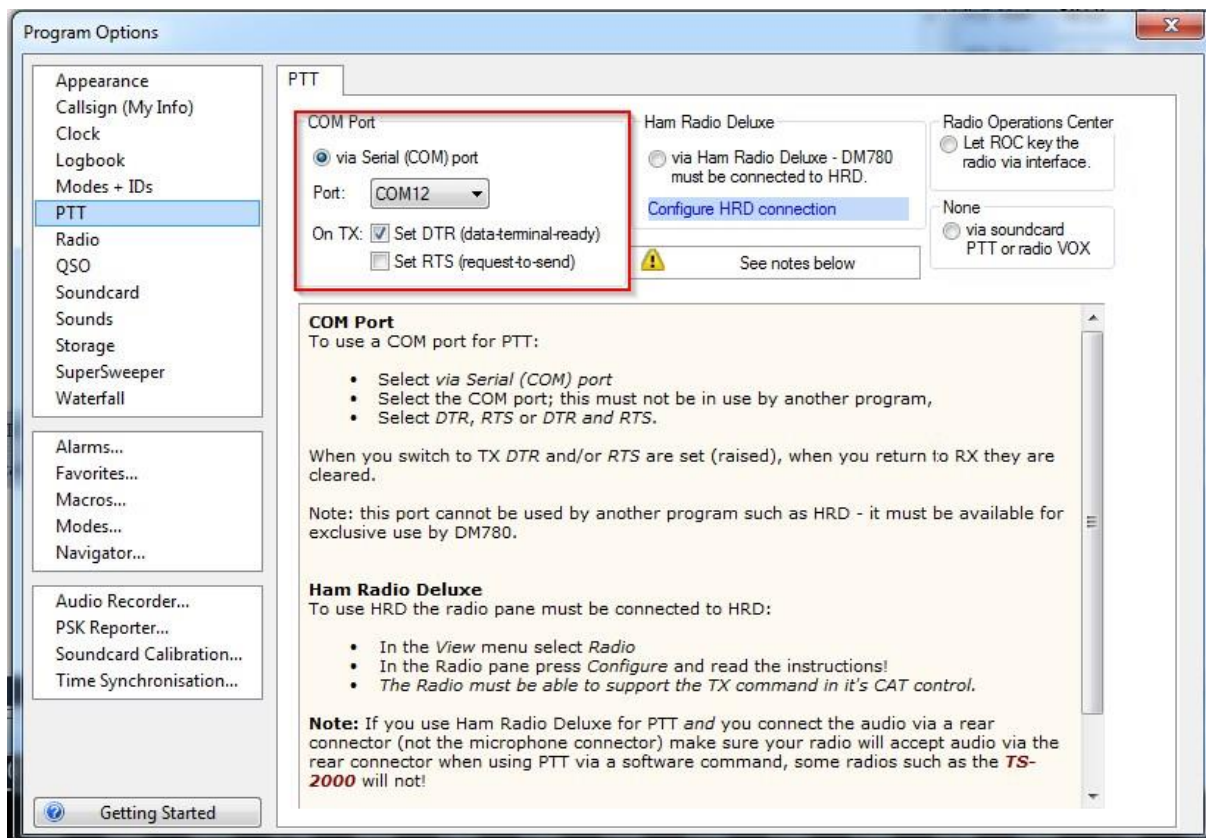 Program Options
Appearance
Callsign (My Info)
Clock
Logbook
Modes + IDs
PTT
Radio
QSO
Soundcard
Sounds
Storage
SuperSweeper
Waterfall
Alarms...
Favorites...
Macros...
Modes...
Navigator...
Audio Recorder...
PSK Reporter...
Soundcard Calibration...
Time Synchronisation...
Getting Started
PTT
COM Port
via Serial (COM) port
Port: COM12
On TX: Set DTR (data-terminal-ready)
Set RTS (request-to-send)
Ham Radio Deluxe
via Ham Radio Deluxe - DM780
must be connected to HRD.
Configure HRD connection
See notes below
Radio Operations Center
Let ROC key the
radio via interface.
None
via soundcard
PTT or radio VOX
COM Port
To use a COM port for PTT:
• Select via Serial (COM) port
• Select the COM port; this must not be in use by another program,
• Select DTR, RTS or DTR and RTS.
When you switch to TX DTR and/or RTS are set (raised), when you return to RX they are
cleared.
Note: this port cannot be used by another program such as HRD - it must be available for
exclusive use by DM780.
Ham Radio Deluxe
To use HRD the radio pane must be connected to HRD:
• In the View menu select Radio
• In the Radio pane press Configure and read the instructions!
• The Radio must be able to support the TX command in it's CAT control.
Note: If you use Ham Radio Deluxe for PTT and you connect the audio via a rear
connector (not the microphone connector) make sure your radio will accept audio via the
rear connector when using PTT via a software command, some radios such as the TS-
2000 will not!